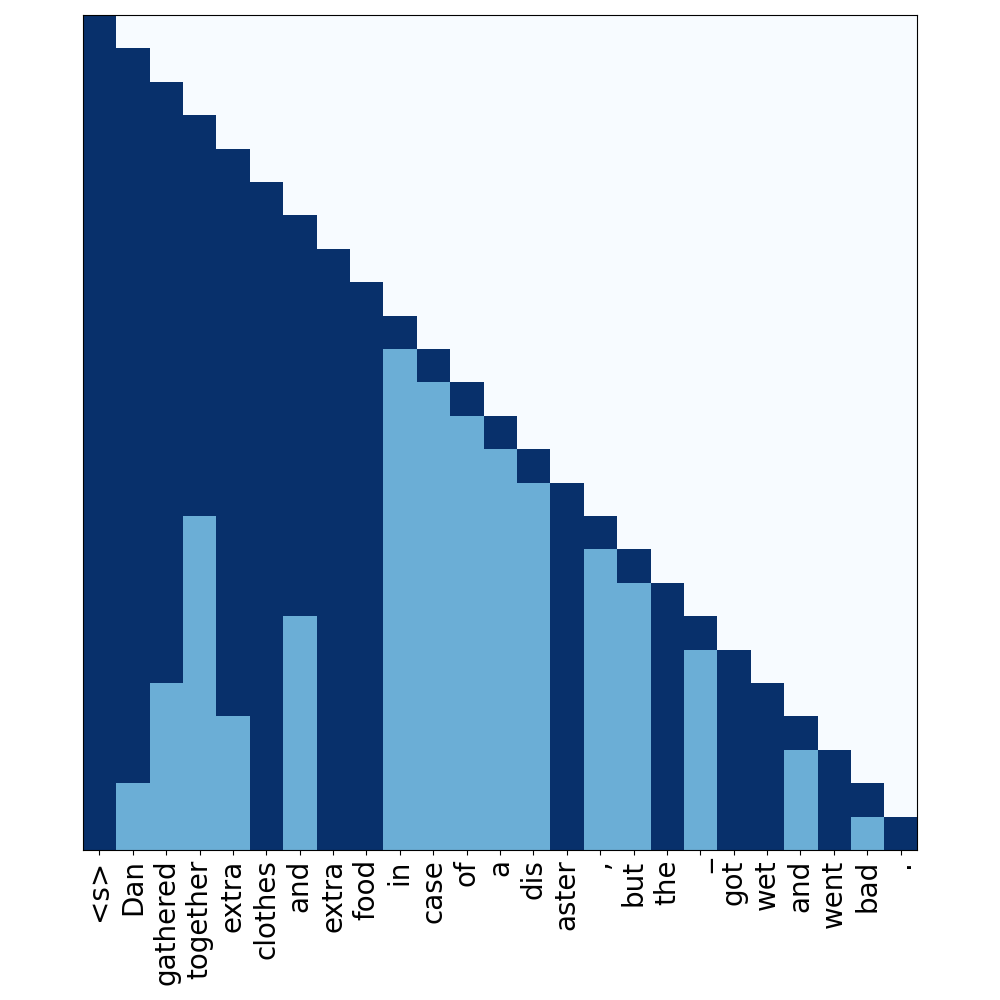 <s>
Dan
gathered
together
extra
clothes
and
extra
food
in
case
of
a
dis
aster
,
but
the
_
got
wet
and
went
bad
.